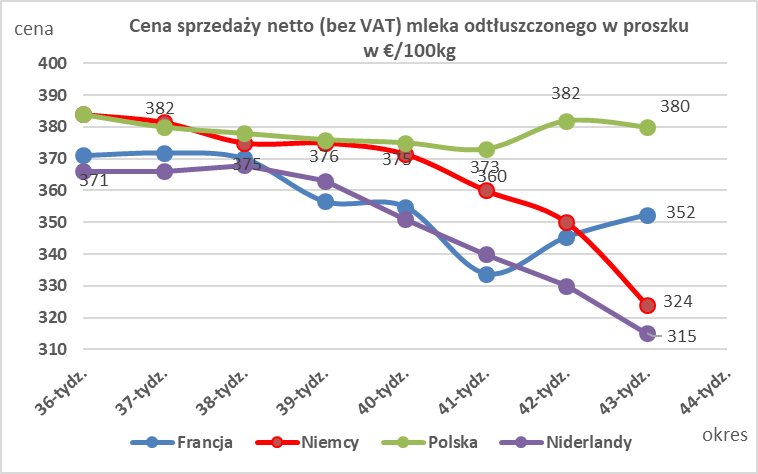 cena
Cena sprzedaży netto (bez VAT) mleka odtłuszczonego w proszku
w €/100kg
400
390
380
370
360
350
340
330
320
310
371
382
375
376
375
373
360
382
380
352
324
315
36-tydz.
37-tydz.
38-tydz.
39-tydz.
40-tydz.
41-tydz.
42-tydz.
43-tydz.
44-tydz.
okres
Francja Niemcy Polska Niderlandy